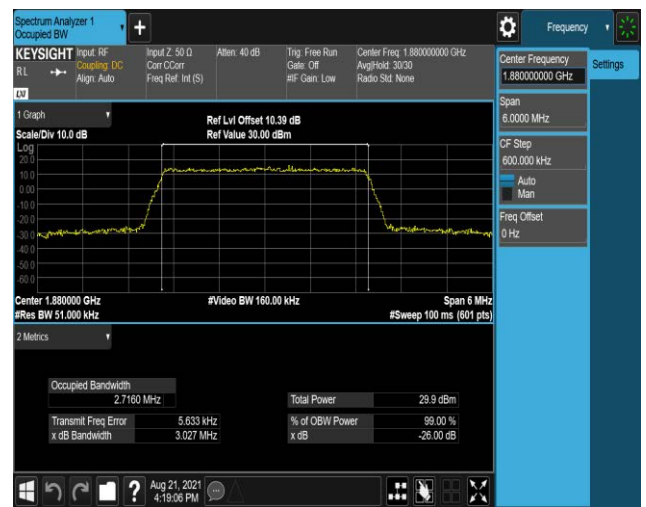 Spectrum Analyzer 1
Occupied BW
+
Frequency
KEYSIGHT
RL
LXI
Input: RF
Coupling: DC
Align: Auto
Input Z: 50 Ω
Corr CCorr
Freq Ref: Int (S)
Atten: 40 dB
Trig: Free Run
Gate: Off
#IF Gain: Low
Center Freq: 1.880000000 GHz
Avg|Hold: 30/30
Radio Std: None
Center Frequency
1.880000000 GHz
Settings
Span
6.0000 MHz
CF Step
600.000 kHz
Auto
Man
Freq Offset
0 Hz
1 Graph
Scale/Div 10.0 dB
Ref Lvl Offset 10.39 dB
Ref Value 30.00 dBm
Log
20.0
10.0
0.00
-10.0
-20.0
-30.0
-40.0
-50.0
-60.0
Center 1.880000 GHz
#Video BW 160.00 kHz
Span 6 MHz
#Res BW 51.000 kHz
#Sweep 100 ms (601 pts)
2 Metrics
Occupied Bandwidth
2.7160 MHz
Total Power 29.9 dBm
Transmit Freq Error 5.633 kHz
% of OBW Power 99.00 %
x dB Bandwidth 3.027 MHz
x dB -26.00 dB
?
Aug 21, 2021
4:19:06 PM